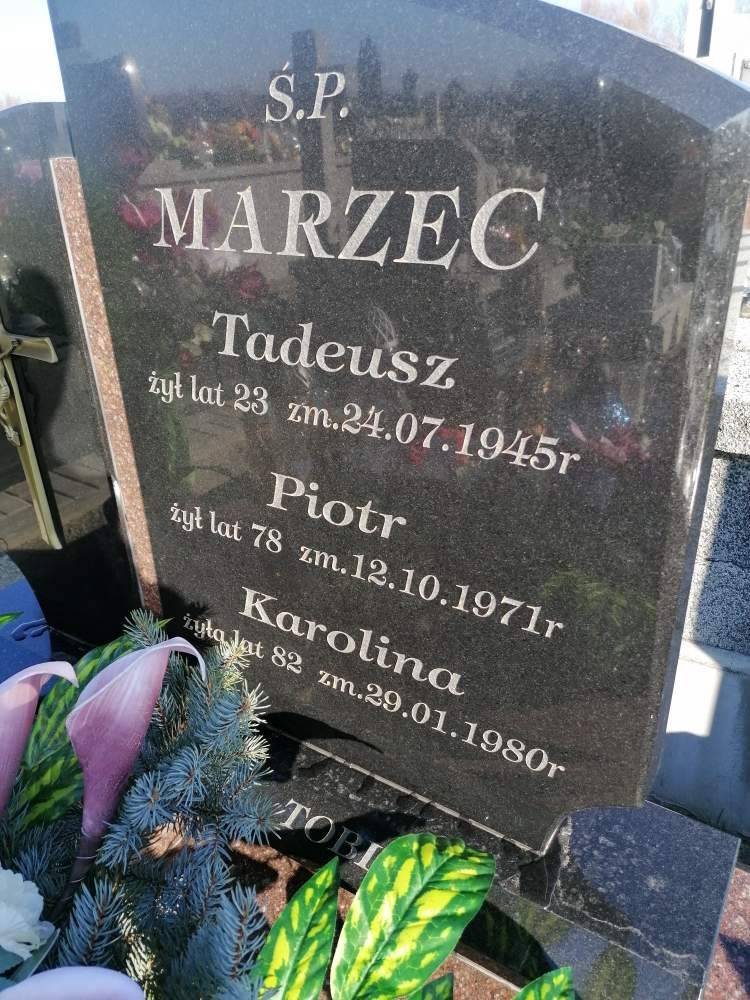 Ś.P.
MARZEC
Tadeusz
żył lat 23 zm.24.07.1945r
Piotr
żył lat 78 zm.12.10.1971r
Karolina
żyła lat 82 zm.29.01.1980r